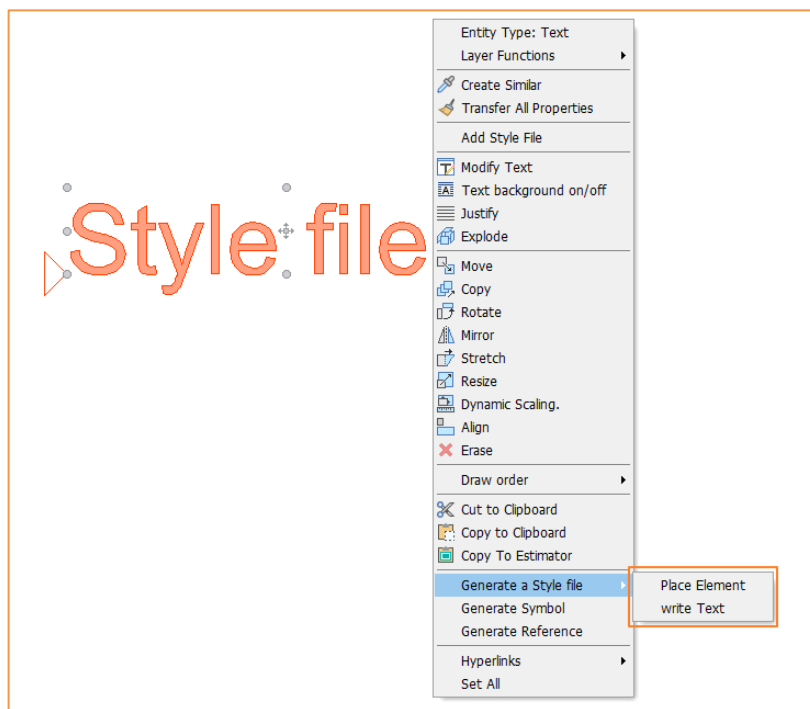 Style file
Entity Type: Text
Layer Functions
Create Similar
Transfer All Properties
Add Style File
Modify Text
Text background on/off
Justify
Explode
Move
Copy
Rotate
Mirror
Stretch
Resize
Dynamic Scaling.
Align
Erase
Draw order
Cut to Clipboard
Copy to Clipboard
Copy To Estimator
Generate a Style file
Generate Symbol
Generate Reference
Hyperlinks
Set All
Place Element
write Text